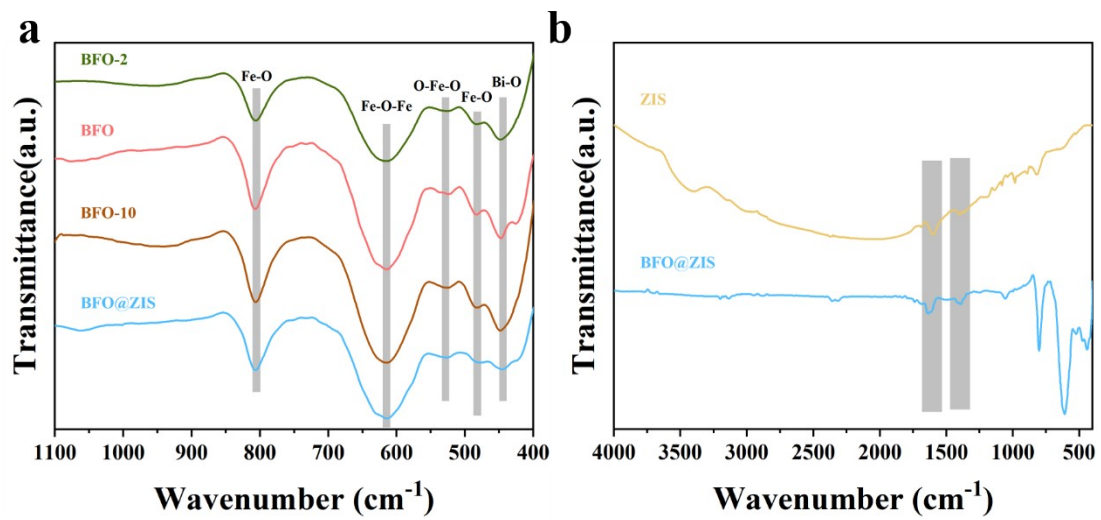 a
BFO-2
Fe-O
Fe-O-Fe
O-Fe-O
Fe-O
Bi-O
BFO
BFO-10
BFO@ZIS
Transmittance(a.u.)
1100 1000 900 800 700 600 500 400
Wavenumber (cm-1)
b
ZIS
BFO@ZIS
Transmittance(a.u.)
4000 3500 3000 2500 2000 1500 1000 500
Wavenumber (cm-1)